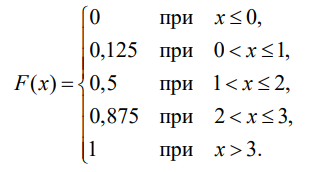 0 при x ≤ 0,
0,125 при 0 < x ≤ 1,
F(x) = { 0,5 при 1 < x ≤ 2,
0,875 при 2 < x ≤ 3,
1 при x > 3.